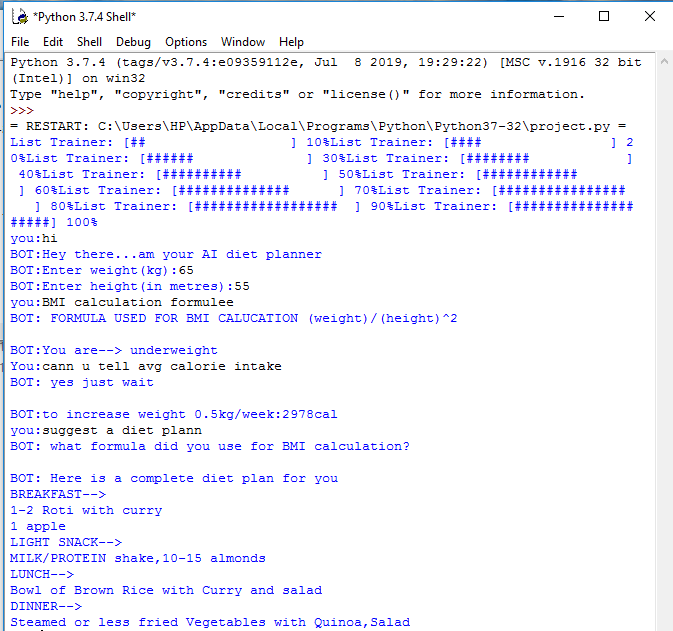 *Python 3.7.4 Shell*
File Edit Shell Debug Options Window Help
Python 3.7.4 (tags/v3.7.4:e09359112e, Jul  8 2019, 19:29:22) [MSC v.1916 32 bit
(Intel)] on win32
Type "help", "copyright", "credits" or "license()" for more information.
>>>
= RESTART: C:\Users\HP\AppData\Local\Programs\Python\Python37-32\project.py =
List Trainer: [##                  ] 10%List Trainer: [####                ] 2
0%List Trainer: [######              ] 30%List Trainer: [########            ]
 40%List Trainer: [##########          ] 50%List Trainer: [############       
 ] 60%List Trainer: [##############      ] 70%List Trainer: [################ 
   ] 80%List Trainer: [##################  ] 90%List Trainer: [###############
#####] 100%
you:hi
BOT:Hey there...am your AI diet planner
BOT:Enter weight(kg):65
BOT:Enter height(in metres):55
you:BMI calculation formulee
BOT: FORMULA USED FOR BMI CALUCATION (weight)/(height)^2
BOT:You are--> underweight
You:cann u tell avg calorie intake
BOT: yes just wait
BOT:to increase weight 0.5kg/week:2978cal
you:suggest a diet plann
BOT: what formula did you use for BMI calculation?
BOT: Here is a complete diet plan for you
BREAKFAST-->
1-2 Roti with curry
1 apple
LIGHT SNACK-->
MILK/PROTEIN shake,10-15 almonds
LUNCH-->
Bowl of Brown Rice with Curry and salad
DINNER-->
Steamed or less fried Vegetables with Quinoa,Salad